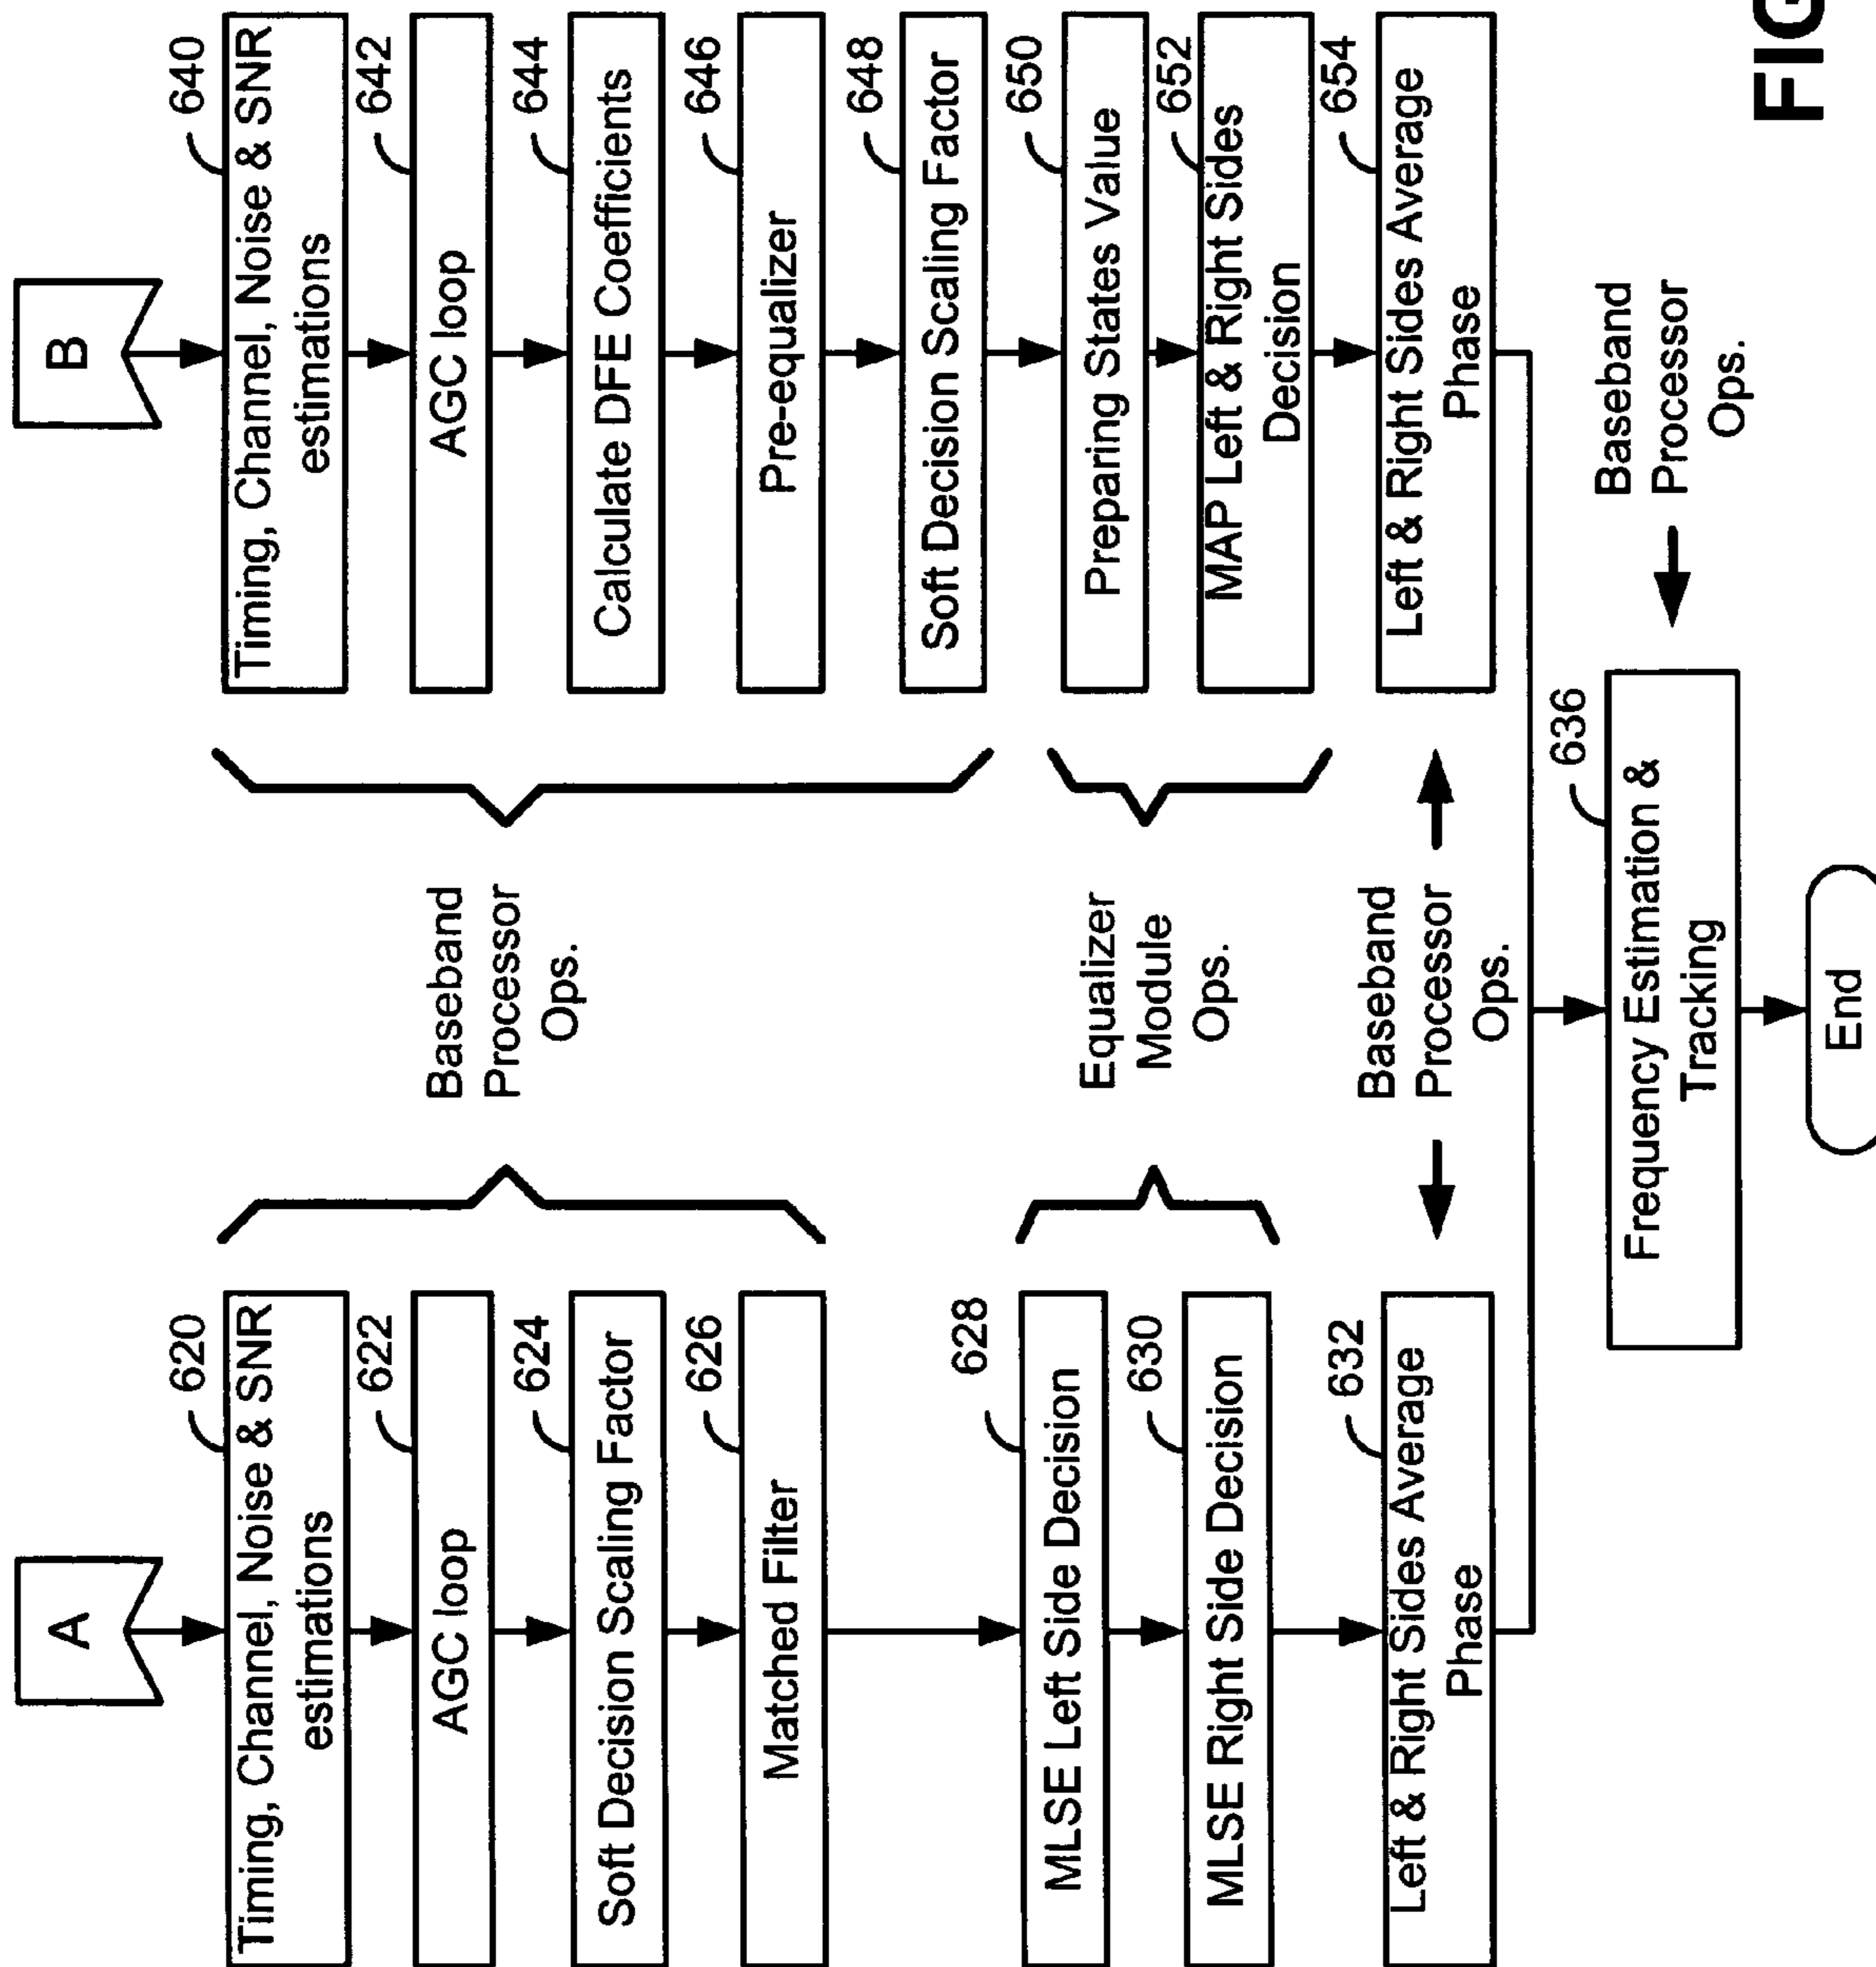 A
620
Timing, Channel, Noise & SNR
estimations
622
AGC loop
624
Soft Decision Scaling Factor
626
Matched Filter
628
MLSE Left Side Decision
630
MLSE Right Side Decision
632
Left & Right Sides Average
Phase
Baseband
Processor
Ops.
Equalizer
Module
Ops.
Baseband
Processor
Ops.
B
640
Timing, Channel, Noise & SNR
estimations
642
AGC loop
644
Calculate DFE Coefficients
646
Pre-equalizer
648
Soft Decision Scaling Factor
650
Preparing States Value
652
MAP Left & Right Sides
Decision
654
Left & Right Sides Average
Phase
636
Frequency Estimation &
Tracking
Baseband
Processor
Ops.
End
FIG